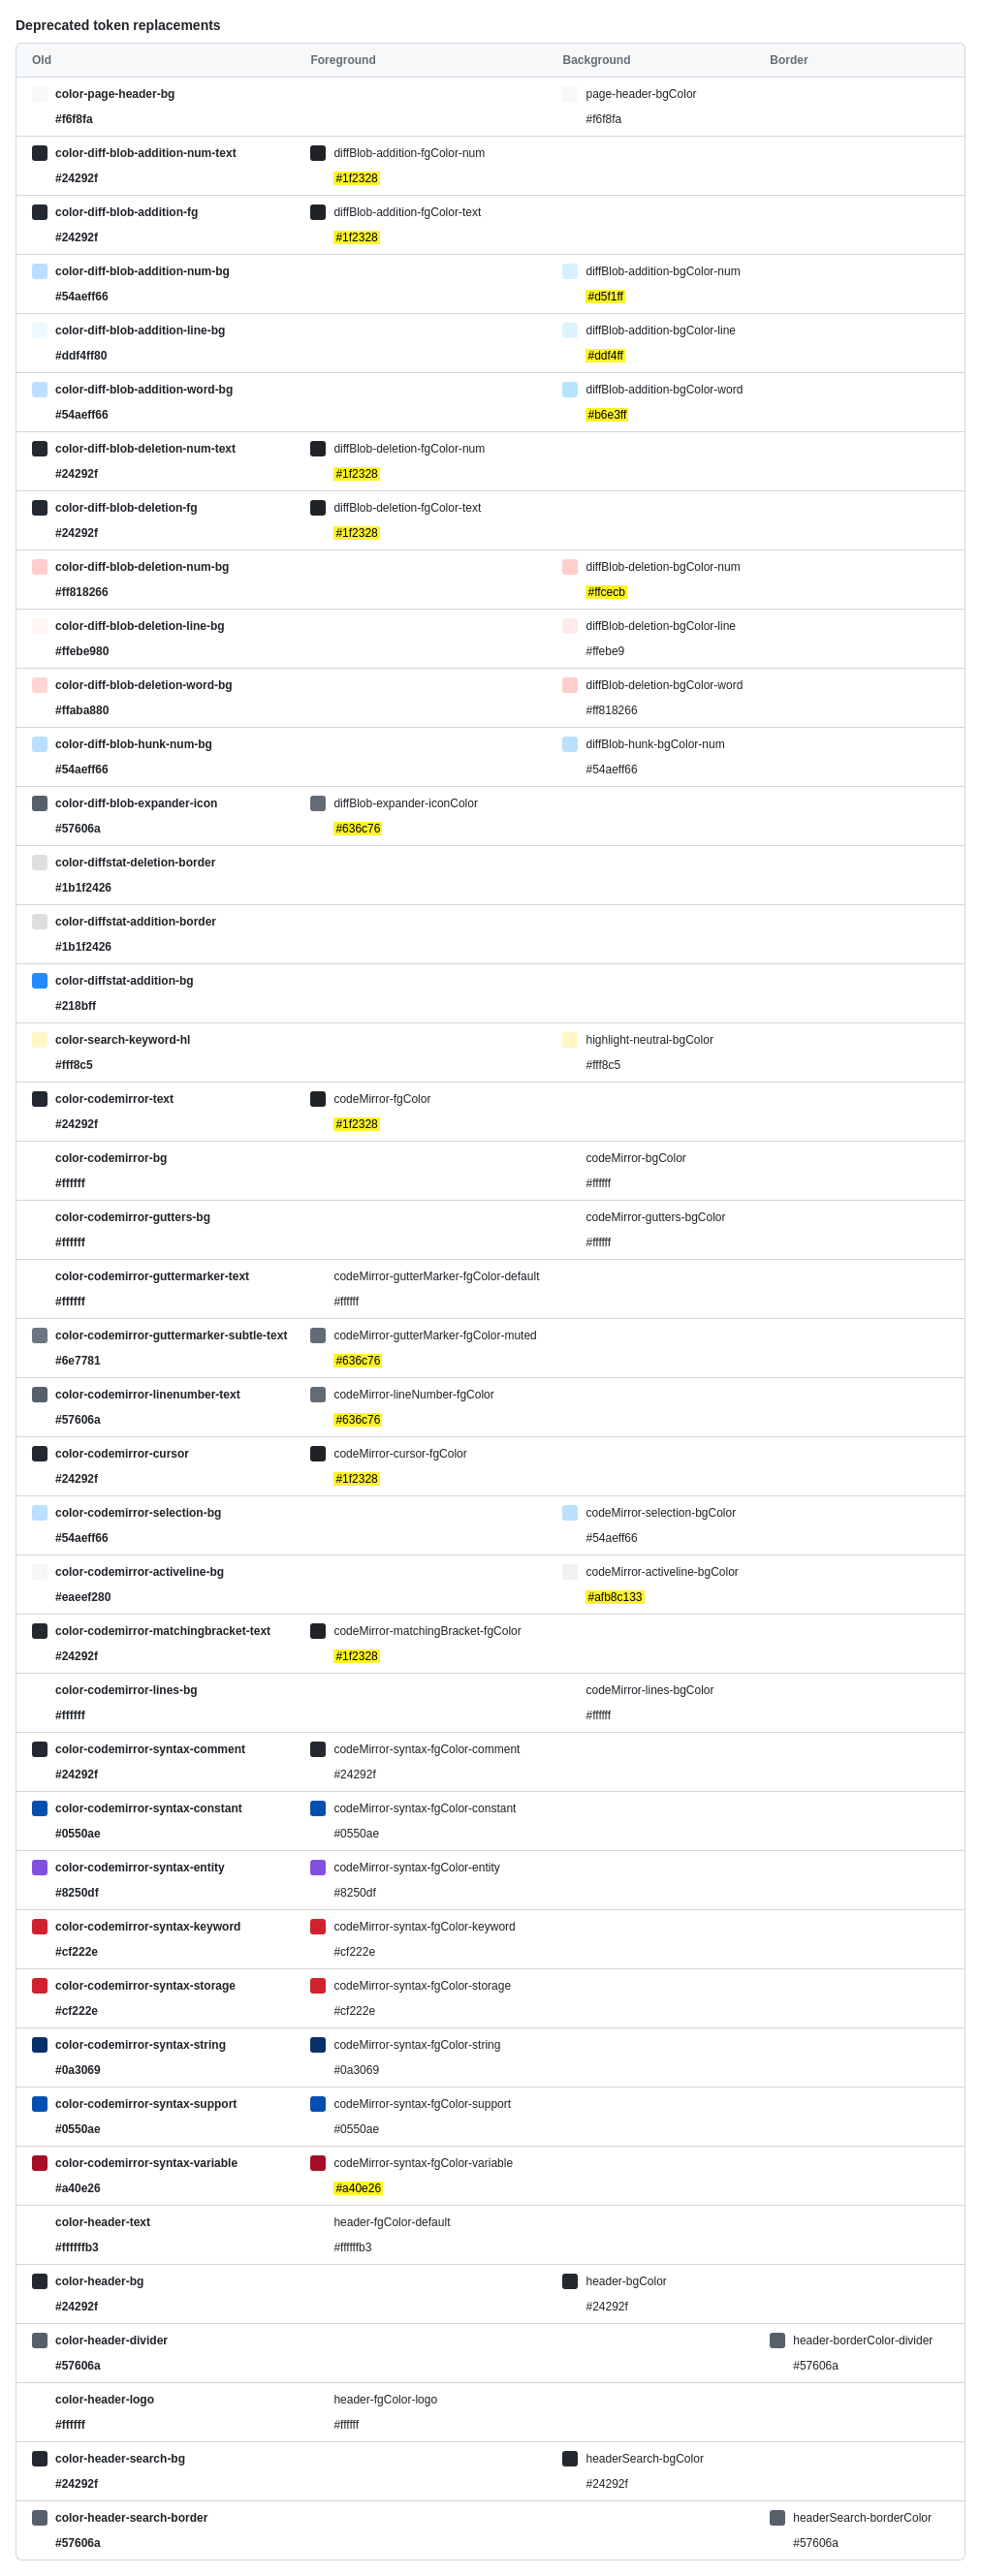 Deprecated token replacements
Old Foreground Background Border
color-page-header-bg page-header-bgColor
#f6f8fa #f6f8fa
color-diff-blob-addition-num-text diffBlob-addition-fgColor-num
#24292f #1f2328
color-diff-blob-addition-fg diffBlob-addition-fgColor-text
#24292f #1f2328
color-diff-blob-addition-num-bg diffBlob-addition-bgColor-num
#54aeff66 #d5f1ff
color-diff-blob-addition-line-bg diffBlob-addition-bgColor-line
#ddf4ff80 #ddf4ff
color-diff-blob-addition-word-bg diffBlob-addition-bgColor-word
#54aeff66 #b6e3ff
color-diff-blob-deletion-num-text diffBlob-deletion-fgColor-num
#24292f #1f2328
color-diff-blob-deletion-fg diffBlob-deletion-fgColor-text
#24292f #1f2328
color-diff-blob-deletion-num-bg diffBlob-deletion-bgColor-num
#ff818266 #ffcecb
color-diff-blob-deletion-line-bg diffBlob-deletion-bgColor-line
#ffebe980 #ffebe9
color-diff-blob-deletion-word-bg diffBlob-deletion-bgColor-word
#ffaba880 #ff818266
color-diff-blob-hunk-num-bg diffBlob-hunk-bgColor-num
#54aeff66 #54aeff66
color-diff-blob-expander-icon diffBlob-expander-iconColor
#57606a #636c76
color-diffstat-deletion-border
#1b1f2426
color-diffstat-addition-border
#1b1f2426
color-diffstat-addition-bg
#218bff
color-search-keyword-hl highlight-neutral-bgColor
#fff8c5 #fff8c5
color-codemirror-text codeMirror-fgColor
#24292f #1f2328
color-codemirror-bg codeMirror-bgColor
#ffffff #ffffff
color-codemirror-gutters-bg codeMirror-gutters-bgColor
#ffffff #ffffff
color-codemirror-guttermarker-text codeMirror-gutterMarker-fgColor-default
#ffffff #ffffff
color-codemirror-guttermarker-subtle-text codeMirror-gutterMarker-fgColor-muted
#6e7781 #636c76
color-codemirror-linenumber-text codeMirror-lineNumber-fgColor
#57606a #636c76
color-codemirror-cursor codeMirror-cursor-fgColor
#24292f #1f2328
color-codemirror-selection-bg codeMirror-selection-bgColor
#54aeff66 #54aeff66
color-codemirror-activeline-bg codeMirror-activeline-bgColor
#eaeef280 #afb8c133
color-codemirror-matchingbracket-text codeMirror-matchingBracket-fgColor
#24292f #1f2328
color-codemirror-lines-bg codeMirror-lines-bgColor
#ffffff #ffffff
color-codemirror-syntax-comment codeMirror-syntax-fgColor-comment
#24292f #24292f
color-codemirror-syntax-constant codeMirror-syntax-fgColor-constant
#0550ae #0550ae
color-codemirror-syntax-entity codeMirror-syntax-fgColor-entity
#8250df #8250df
color-codemirror-syntax-keyword codeMirror-syntax-fgColor-keyword
#cf222e #cf222e
color-codemirror-syntax-storage codeMirror-syntax-fgColor-storage
#cf222e #cf222e
color-codemirror-syntax-string codeMirror-syntax-fgColor-string
#0a3069 #0a3069
color-codemirror-syntax-support codeMirror-syntax-fgColor-support
#0550ae #0550ae
color-codemirror-syntax-variable codeMirror-syntax-fgColor-variable
#a40e26 #a40e26
color-header-text header-fgColor-default
#ffffffb3 #ffffffb3
color-header-bg header-bgColor
#24292f #24292f
color-header-divider header-borderColor-divider
#57606a #57606a
color-header-logo header-fgColor-logo
#ffffff #ffffff
color-header-search-bg headerSearch-bgColor
#24292f #24292f
color-header-search-border headerSearch-borderColor
#57606a #57606a